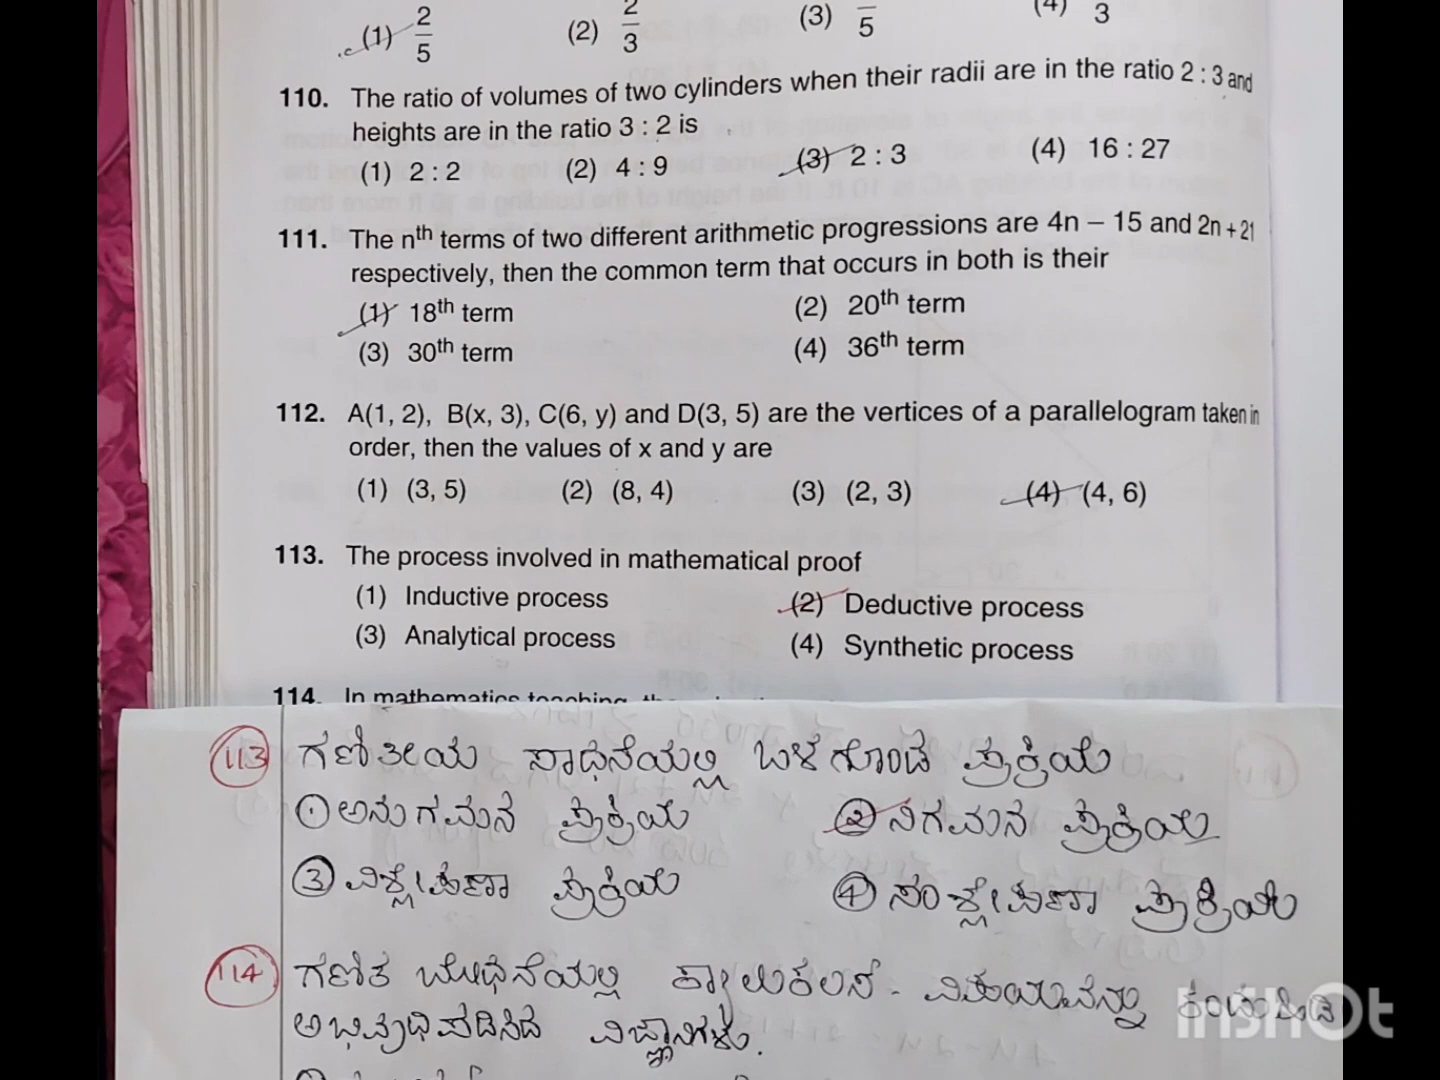 (1) 2/5 (2) 2/3 (3) 5 (4) 3
110. The ratio of volumes of two cylinders when their radii are in the ratio 2 : 3 and
heights are in the ratio 3 : 2 is
(1) 2 : 2 (2) 4 : 9 (3) 2 : 3 (4) 16 : 27
111. The nth terms of two different arithmetic progressions are 4n – 15 and 2n + 21
respectively, then the common term that occurs in both is their
(1) 18th term (2) 20th term
(3) 30th term (4) 36th term
112. A(1, 2), B(x, 3), C(6, y) and D(3, 5) are the vertices of a parallelogram taken in
order, then the values of x and y are
(1) (3, 5) (2) (8, 4) (3) (2, 3) (4) (4, 6)
113. The process involved in mathematical proof
(1) Inductive process (2) Deductive process
(3) Analytical process (4) Synthetic process
114. In mathematics teaching,
113 ಗಣಿತೀಯ ಸಾಧನೆಯಲ್ಲಿ ಒಳಗೊಂಡ ಪ್ರಕ್ರಿಯೆ
1 ಅನುಗಮನ ಪ್ರಕ್ರಿಯೆ 2 ನಿಗಮನ ಪ್ರಕ್ರಿಯೆ
3 ವಿಶ್ಲೇಷಣಾ ಪ್ರಕ್ರಿಯೆ 4 ಸಂಶ್ಲೇಷಣಾ ಪ್ರಕ್ರಿಯೆ
114 ಗಣಿತ ಬೋಧನೆಯಲ್ಲಿ ಕ್ಯಾಲುಕಲಸ್ - ವಿಷಯವನ್ನು
ಅಭಿವೃಧಿಪಡಿಸಿದ ವಿಜ್ಞಾನಿಗಳು.
InShOt